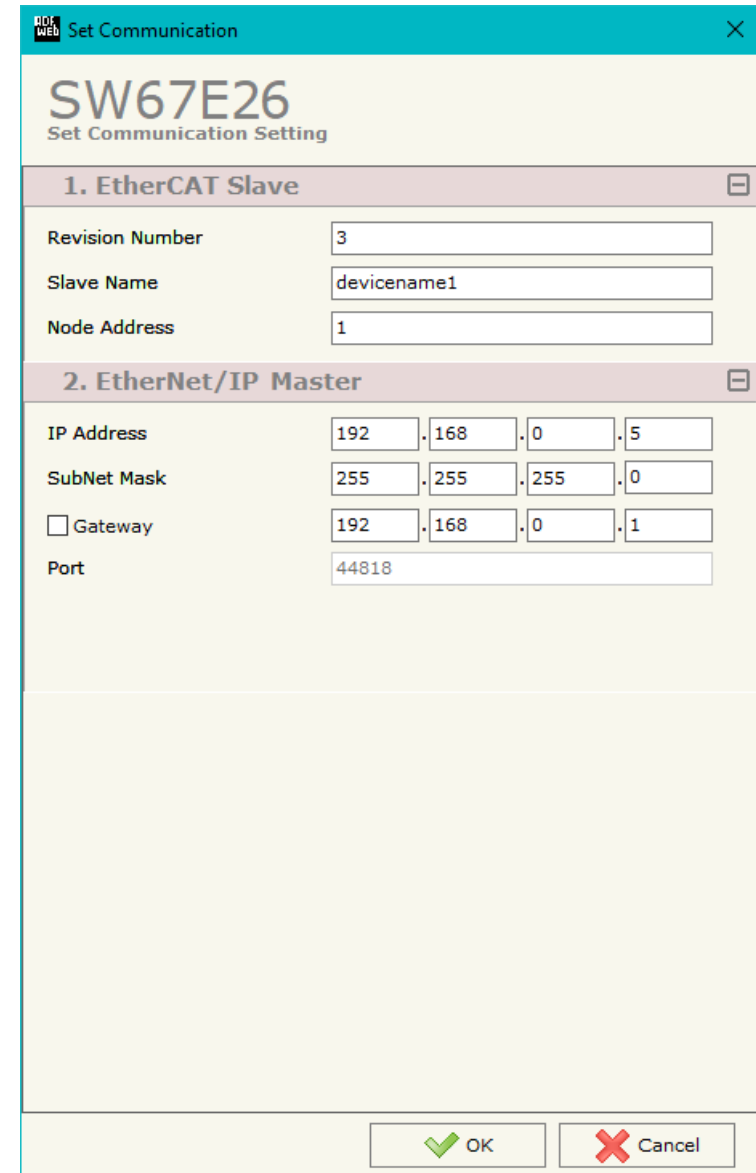 ADF WEB Set Communication
SW67E26
Set Communication Setting
1. EtherCAT Slave
Revision Number 3
Slave Name devicename1
Node Address 1
2. EtherNet/IP Master
IP Address 192 . 168 . 0 . 5
SubNet Mask 255 . 255 . 255 . 0
Gateway 192 . 168 . 0 . 1
Port 44818
OK Cancel